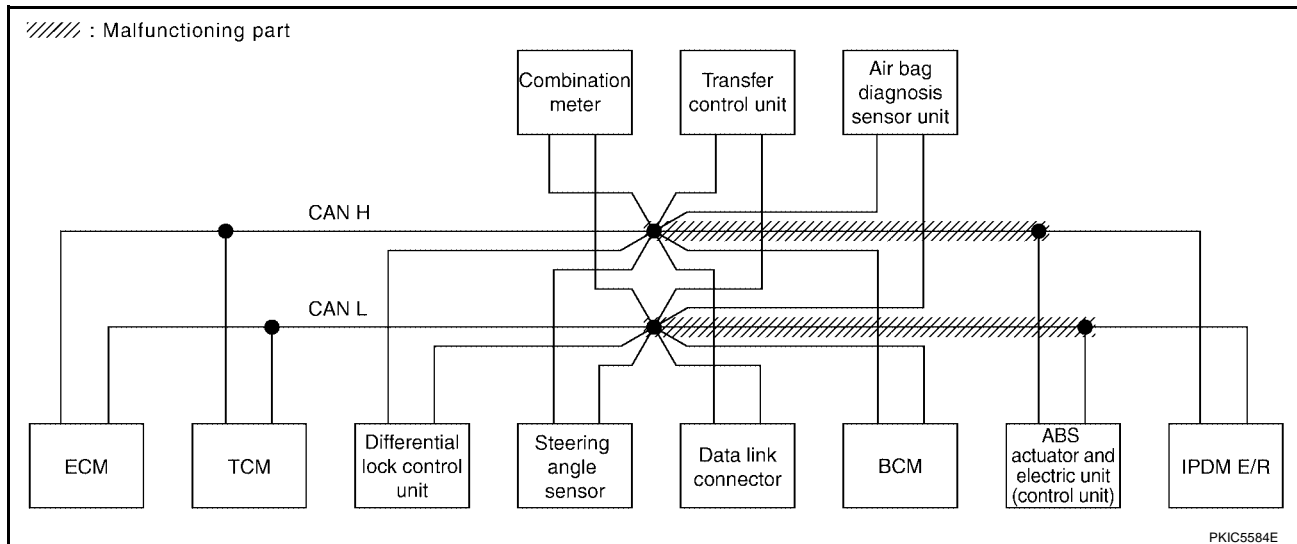 : Malfunctioning part
Combination
meter
Transfer
control unit
Air bag
diagnosis
sensor unit
CAN H
CAN L
ECM
TCM
Differential
lock control
unit
Steering
angle
sensor
Data link
connector
BCM
ABS
actuator and
electric unit
(control unit)
IPDM E/R
PKIC5584E